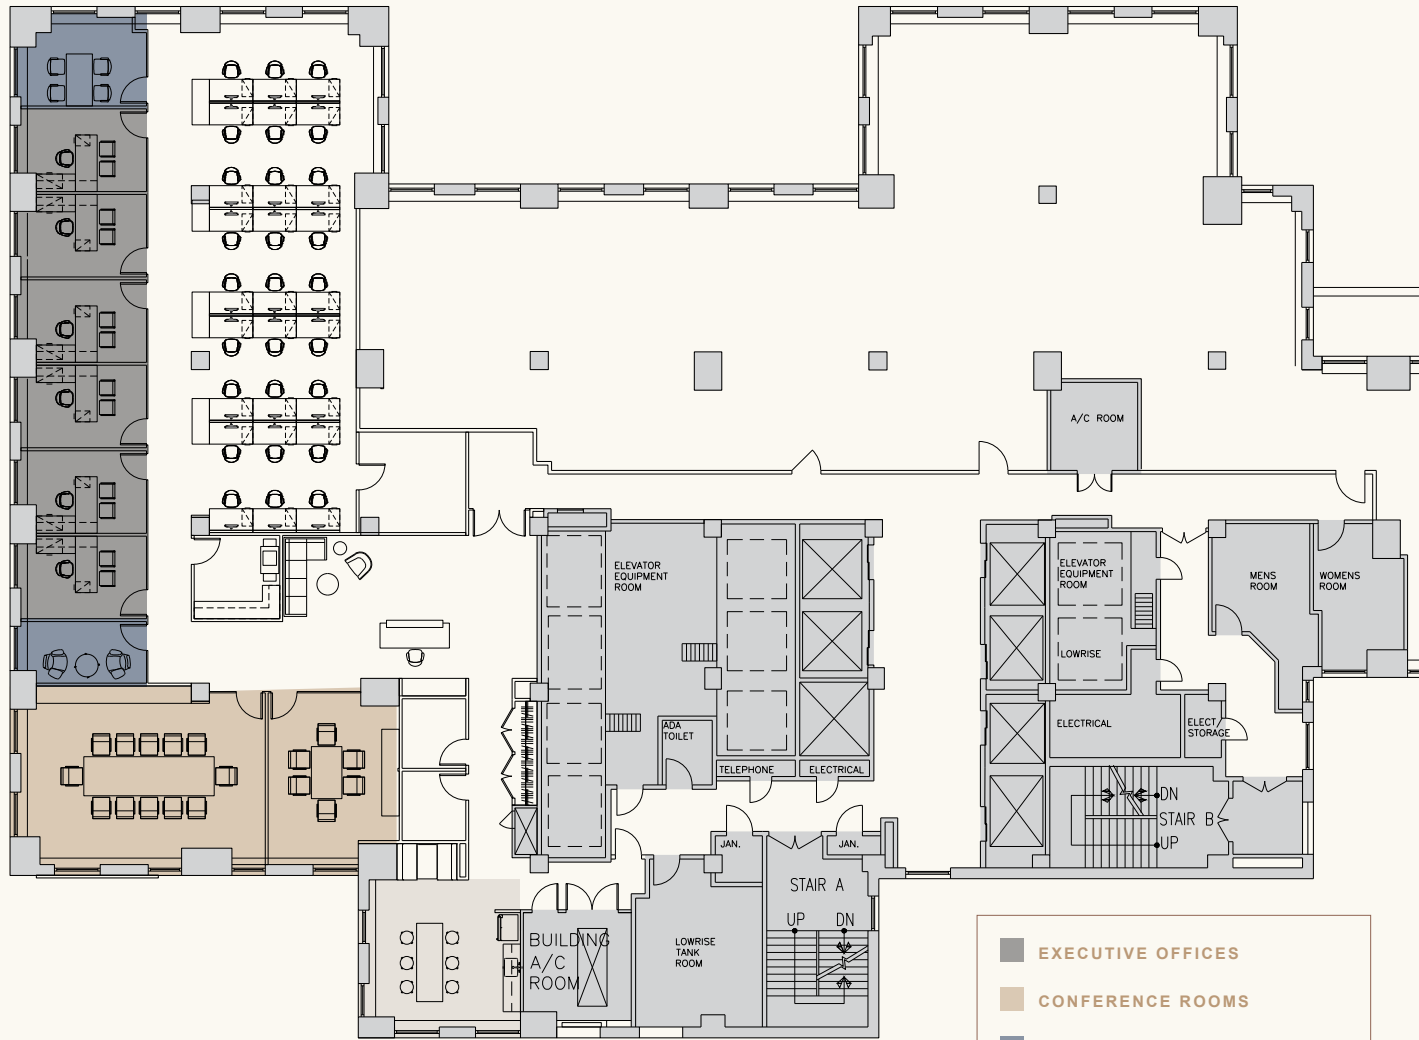 A/C ROOM
ELEVATOR
EQUIPMENT
ROOM
ELEVATOR
EQUIPMENT
ROOM
MENS
ROOM
WOMENS
ROOM
LOWRISE
ADA
TOILET
ELECTRICAL
ELECT.
STORAGE
TELEPHONE
ELECTRICAL
DN
STAIR B
UP
JAN.
JAN.
STAIR A
UP
DN
BUILDING
A/C
ROOM
LOWRISE
TANK
ROOM
EXECUTIVE OFFICES
CONFERENCE ROOMS